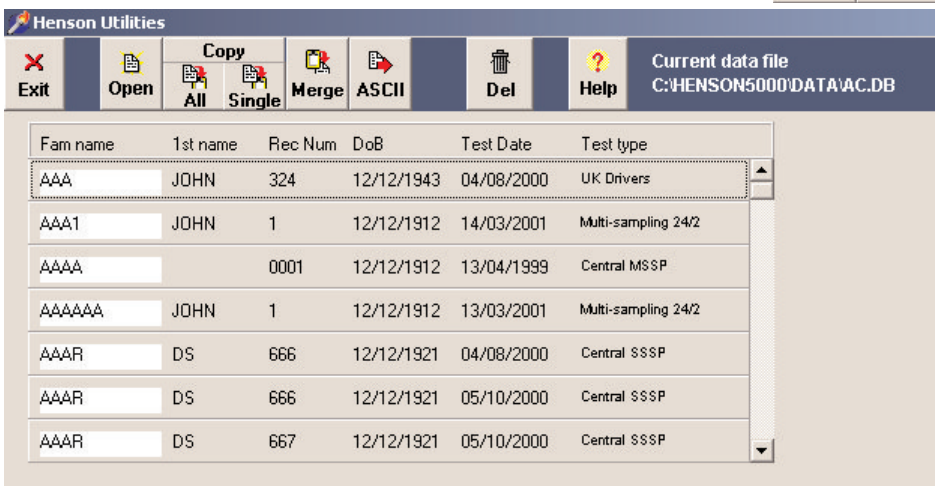 Henson Utilities
Exit Open Copy All Single Merge ASCII Del ? Help
Current data file
C:\HENSON5000\DATA\AC.DB
Fam name 1st name Rec Num DoB Test Date Test type
AAA JOHN 324 12/12/1943 04/08/2000 UK Drivers
AAA1 JOHN 1 12/12/1912 14/03/2001 Multi-sampling 24/2
AAAA 0001 12/12/1912 13/04/1999 Central MSSP
AAAAAA JOHN 1 12/12/1912 13/03/2001 Multi-sampling 24/2
AAAR DS 666 12/12/1921 04/08/2000 Central SSSP
AAAR DS 666 12/12/1921 05/10/2000 Central SSSP
AAAR DS 667 12/12/1921 05/10/2000 Central SSSP